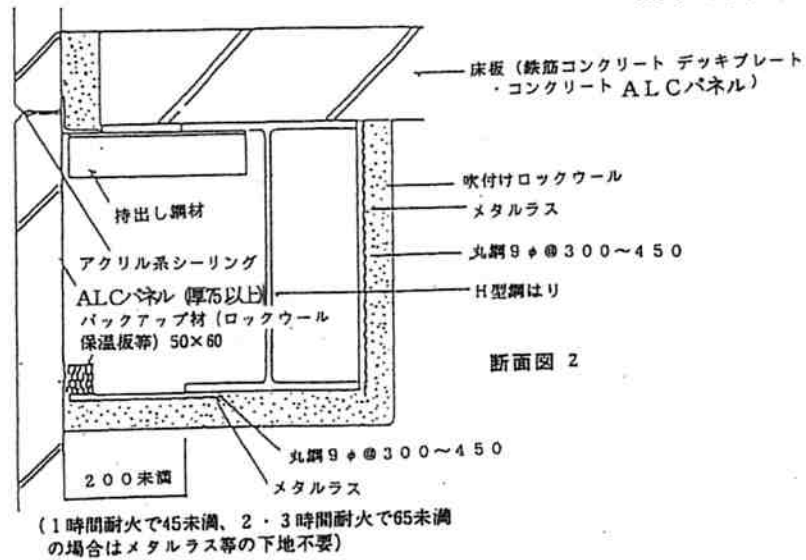 床板（鉄筋コンクリート デッキプレート
・コンクリート ALCパネル）
吹付けロックウール
メタルラス
丸鋼9φ@300～450
H型鋼はり
持出し鋼材
アクリル系シーリング
ALCパネル（厚75以上）
バックアップ材（ロックウール
保温板等）50×60
断面図 2
丸鋼9φ@300～450
メタルラス
200未満
（1時間耐火で45未満、2・3時間耐火で65未満
の場合はメタルラス等の下地不要）